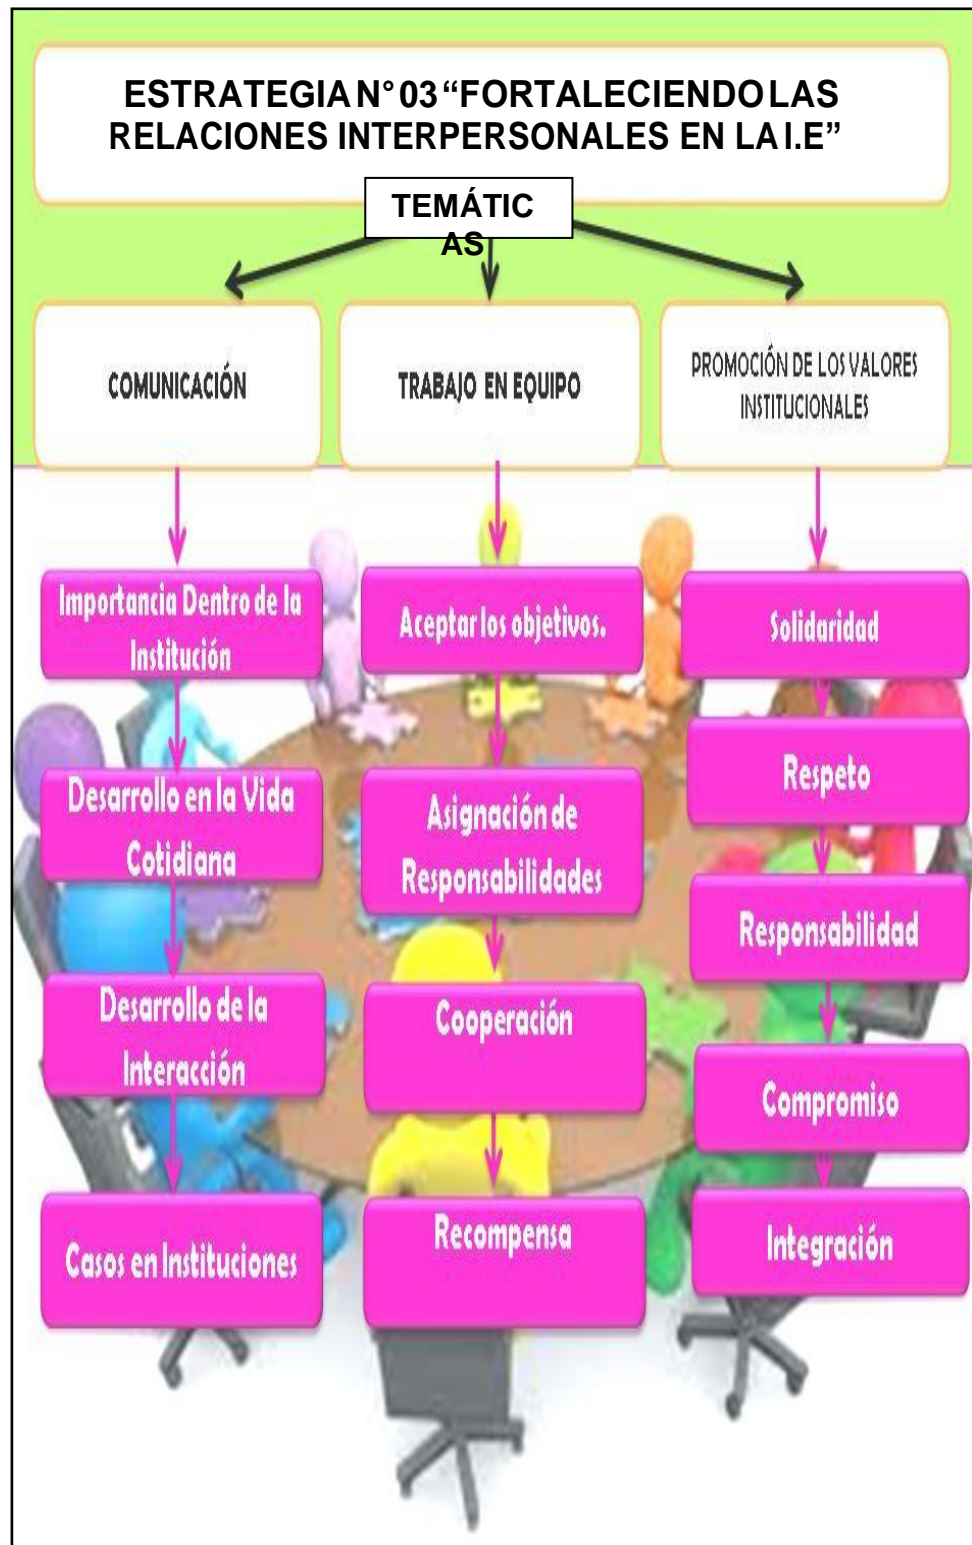 ESTRATEGIA N° 03 “FORTALECIENDO LAS
RELACIONES INTERPERSONALES EN LA I.E”
TEMÁTIC
AS
COMUNICACIÓN
TRABAJO EN EQUIPO
PROMOCIÓN DE LOS VALORES
INSTITUCIONALES
Importancia Dentro de la
Institución
Desarrollo en la Vida
Cotidiana
Desarrollo de la
Interacción
Casos en Instituciones
Aceptar los objetivos.
Asignación de
Responsabilidades
Cooperación
Recompensa
Solidaridad
Respeto
Responsabilidad
Compromiso
Integración